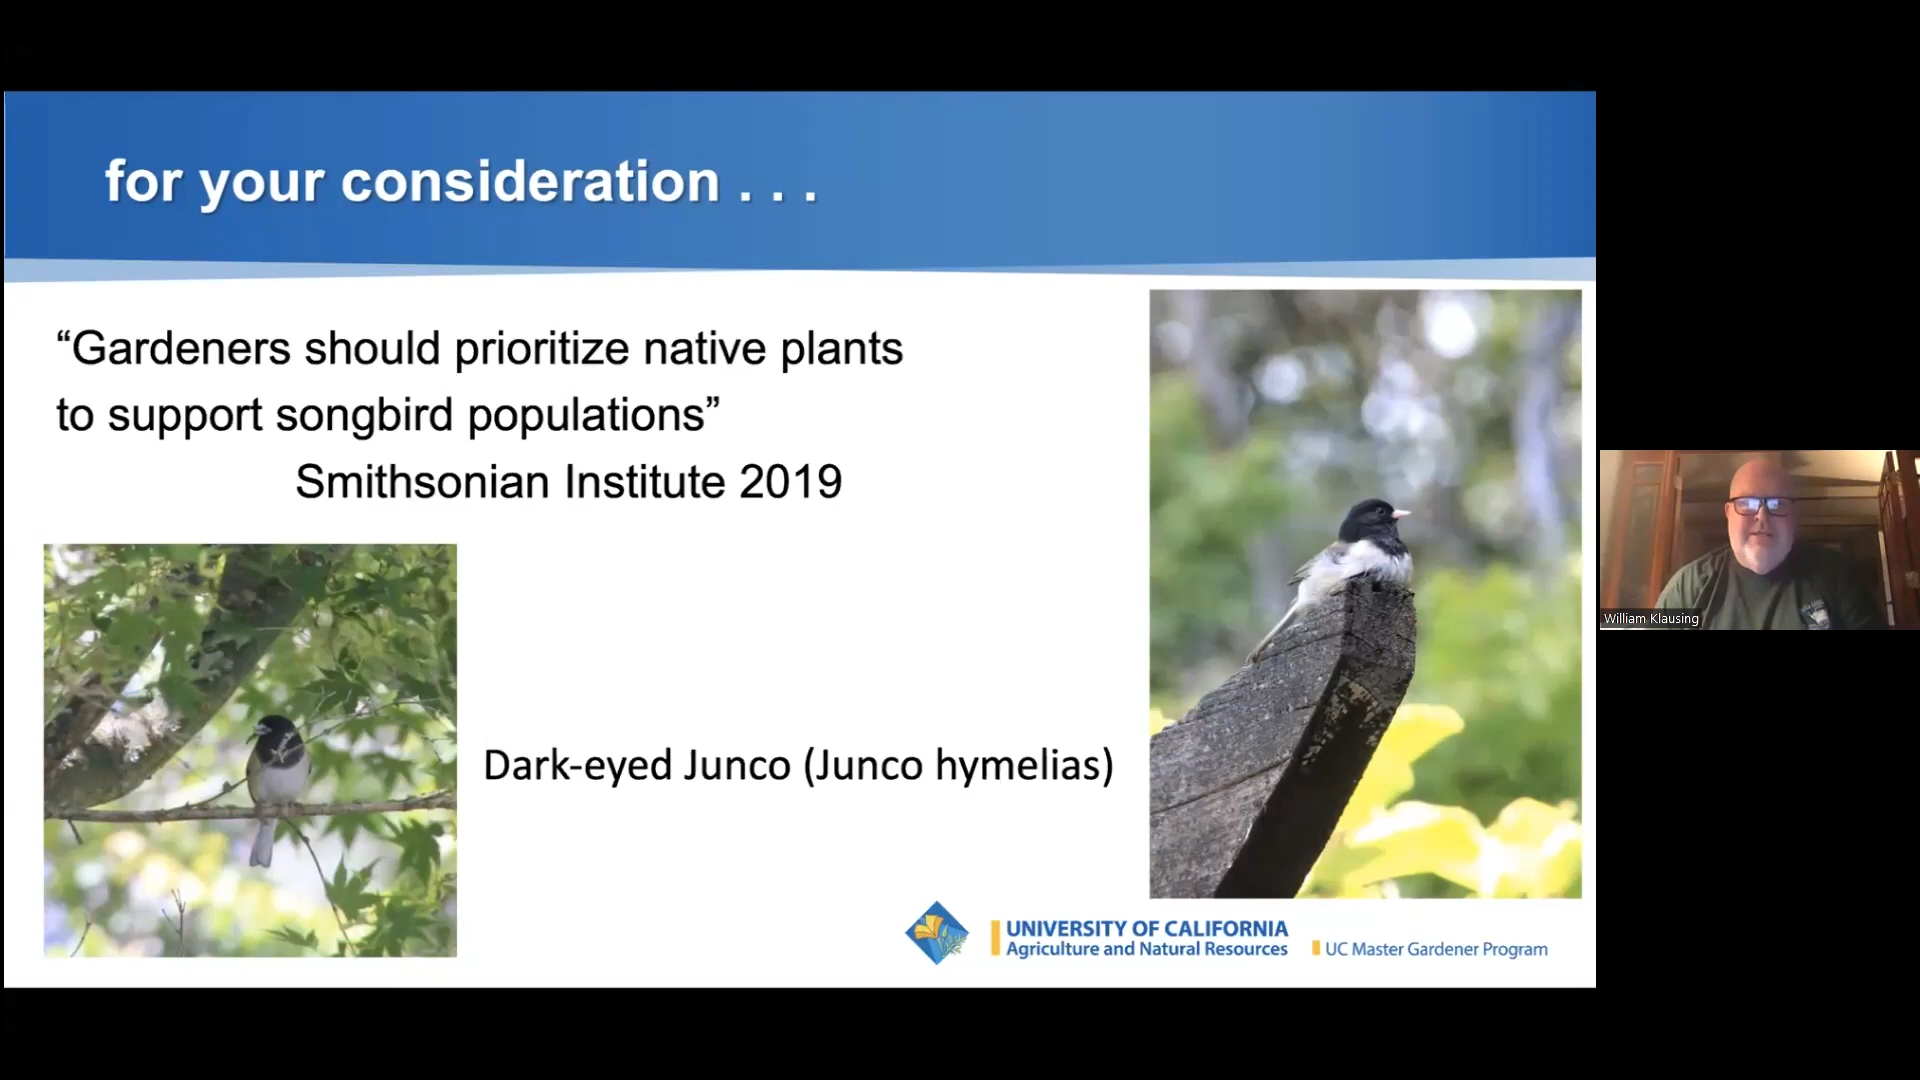 for your consideration . . .
“Gardeners should prioritize native plants
to support songbird populations”
Smithsonian Institute 2019
Dark-eyed Junco (Junco hymelias)
UNIVERSITY OF CALIFORNIA
Agriculture and Natural Resources
UC Master Gardener Program
William Klausing